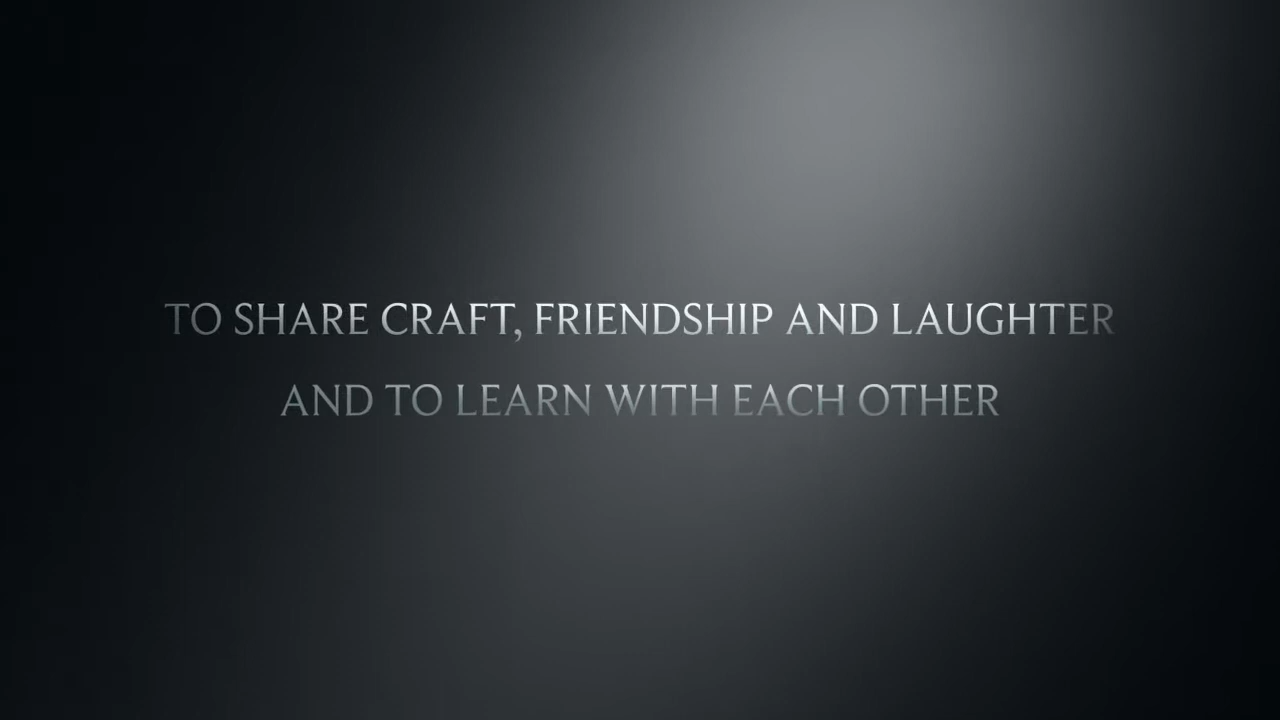 TO SHARE CRAFT, FRIENDSHIP AND LAUGHTER
AND TO LEARN WITH EACH OTHER